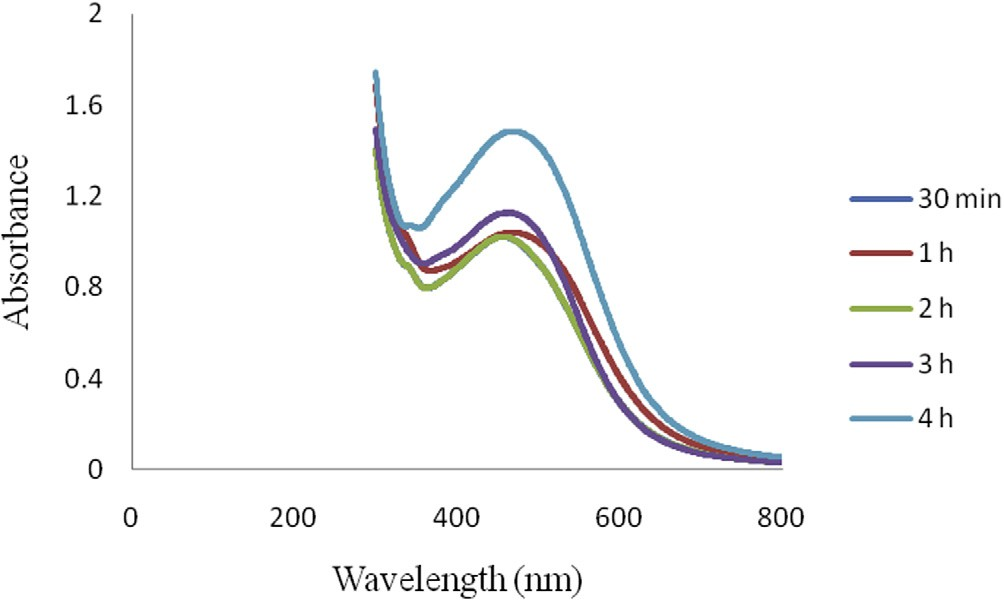 2
1.6
1.2
0.8
0.4
0
Absorbance
0 200 400 600 800
Wavelength (nm)
30 min
1 h
2 h
3 h
4 h